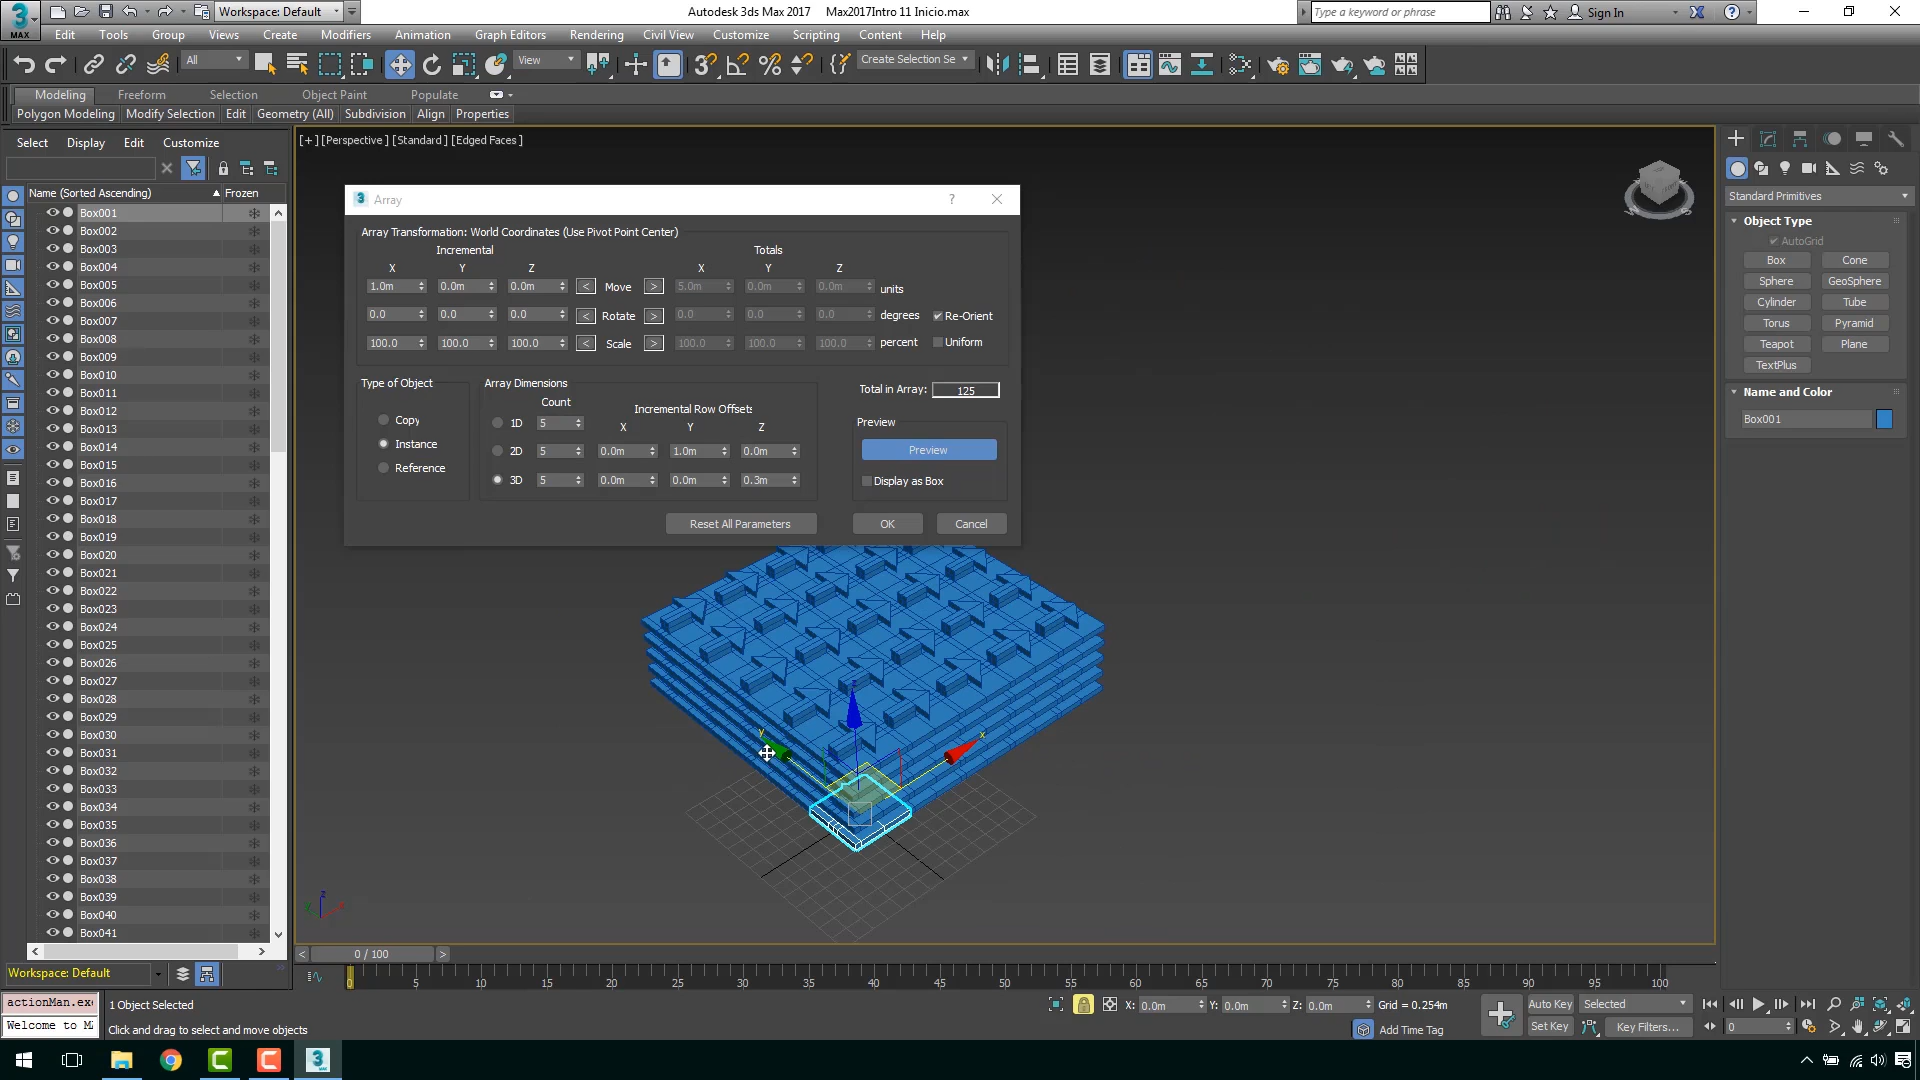 Workspace: Default
Autodesk 3ds Max 2017    Max2017Intro 11 Inicio.max
Type a keyword or phrase
Sign In
MAX
Edit Tools Group Views Create Modifiers Animation Graph Editors Rendering Civil View Customize Scripting Content Help
All
View
Create Selection Se
Modeling Freeform Selection Object Paint Populate
Polygon Modeling Modify Selection Edit Geometry (All) Subdivision Align Properties
Select Display Edit Customize
[+] [Perspective] [Standard] [Edged Faces]
Name (Sorted Ascending) Frozen
Box001
Box002
Box003
Box004
Box005
Box006
Box007
Box008
Box009
Box010
Box011
Box012
Box013
Box014
Box015
Box016
Box017
Box018
Box019
Box020
Box021
Box022
Box023
Box024
Box025
Box026
Box027
Box028
Box029
Box030
Box031
Box032
Box033
Box034
Box035
Box036
Box037
Box038
Box039
Box040
Box041
Array
Array Transformation: World Coordinates (Use Pivot Point Center)
Incremental Totals
X Y Z X Y Z
1.0m 0.0m 0.0m < Move > 5.0m 0.0m 0.0m units
0.0 0.0 0.0 < Rotate > 0.0 0.0 0.0 degrees Re-Orient
100.0 100.0 100.0 < Scale > 100.0 100.0 100.0 percent Uniform
Type of Object
Copy
Instance
Reference
Array Dimensions
Count
Incremental Row Offsets
X Y Z
1D 5
2D 5 0.0m 1.0m 0.0m
3D 5 0.0m 0.0m 0.3m
Total in Array: 125
Preview
Preview
Display as Box
Reset All Parameters OK Cancel
z
y
x
Standard Primitives
Object Type
AutoGrid
Box Cone
Sphere GeoSphere
Cylinder Tube
Torus Pyramid
Teapot Plane
TextPlus
Name and Color
Box001
0 / 100
Workspace: Default
0 5 10 15 20 25 30 35 40 45 50 55 60 65 70 75 80 85 90 95 100
actionMan.exe
Welcome to M
1 Object Selected
Click and drag to select and move objects
X: 0.0m Y: 0.0m Z: 0.0m Grid = 0.254m
Add Time Tag
Auto Key Selected
Set Key Key Filters...
0